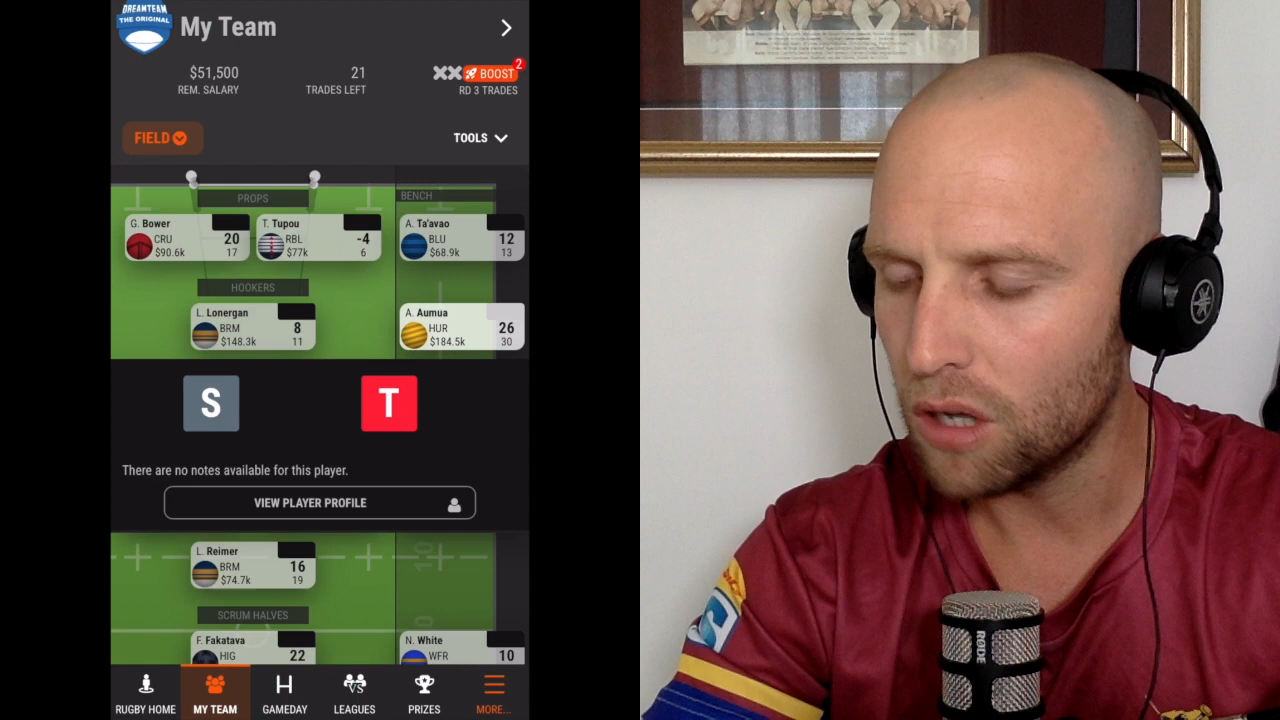 DREAMTEAM
THE ORIGINAL
My Team
$51,500
REM. SALARY
21
TRADES LEFT
BOOST
2
RD 3 TRADES
FIELD
TOOLS
PROPS
BENCH
G. Bower
CRU
20
$90.6k
17
T. Tupou
RBL
-4
$77k
6
A. Ta'avao
BLU
12
$68.9k
13
HOOKERS
L. Lonergan
BRM
8
$148.3k
11
A. Aumua
HUR
26
$184.5k
30
S
T
There are no notes available for this player.
VIEW PLAYER PROFILE
L. Reimer
BRM
16
$74.7k
19
SCRUM HALVES
F. Fakatava
HIG
22
N. White
WFR
10
RUGBY HOME
MY TEAM
GAMEDAY
VS
LEAGUES
PRIZES
MORE...
RØDE